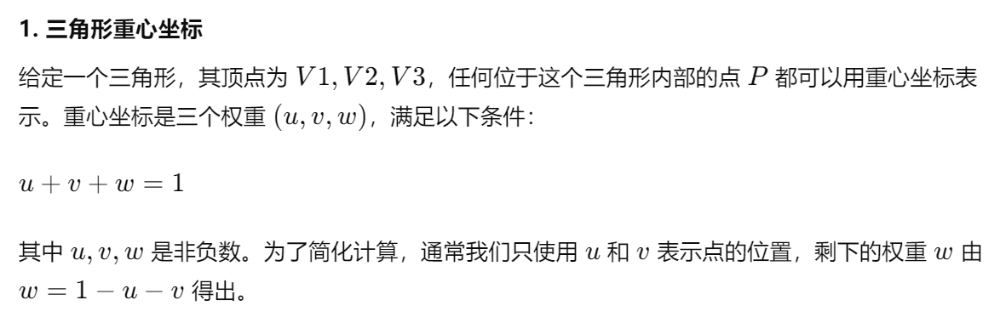 1. 三角形重心坐标
给定一个三角形，其顶点为 V1, V2, V3，任何位于这个三角形内部的点 P 都可以用重心坐标表
示。重心坐标是三个权重 (u, v, w)，满足以下条件：
u + v + w = 1
其中 u, v, w 是非负数。为了简化计算，通常我们只使用 u 和 v 表示点的位置，剩下的权重 w 由
w = 1 − u − v 得出。